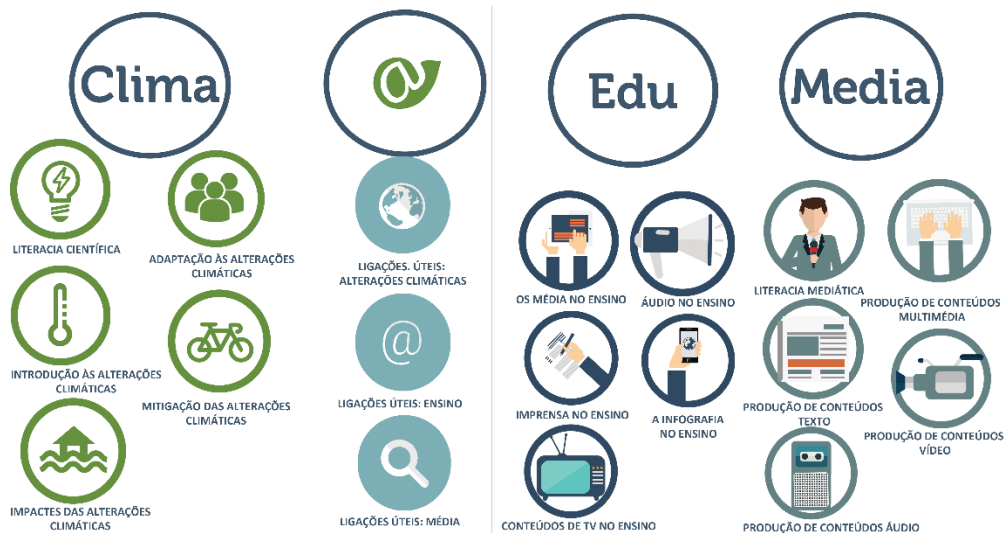 Clima
LITERACIA CIENTÍFICA
ADAPTAÇÃO ÀS ALTERAÇÕES
CLIMÁTICAS
INTRODUÇÃO ÀS ALTERAÇÕES
CLIMÁTICAS
MITIGAÇÃO DAS ALTERAÇÕES
CLIMÁTICAS
IMPACTES DAS ALTERAÇÕES
CLIMÁTICAS
@
LIGAÇÕES. ÚTEIS:
ALTERAÇÕES CLIMÁTICAS
@
LIGAÇÕES ÚTEIS: ENSINO
LIGAÇÕES ÚTEIS: MÉDIA
Edu
OS MÉDIA NO ENSINO
ÁUDIO NO ENSINO
IMPRENSA NO ENSINO
A INFOGRAFIA
NO ENSINO
CONTEÚDOS DE TV NO ENSINO
Media
LITERACIA MEDIÁTICA
PRODUÇÃO DE CONTEÚDOS
MULTIMÉDIA
PRODUÇÃO DE CONTEÚDOS
TEXTO
PRODUÇÃO DE CONTEÚDOS
VÍDEO
PRODUÇÃO DE CONTEÚDOS ÁUDIO